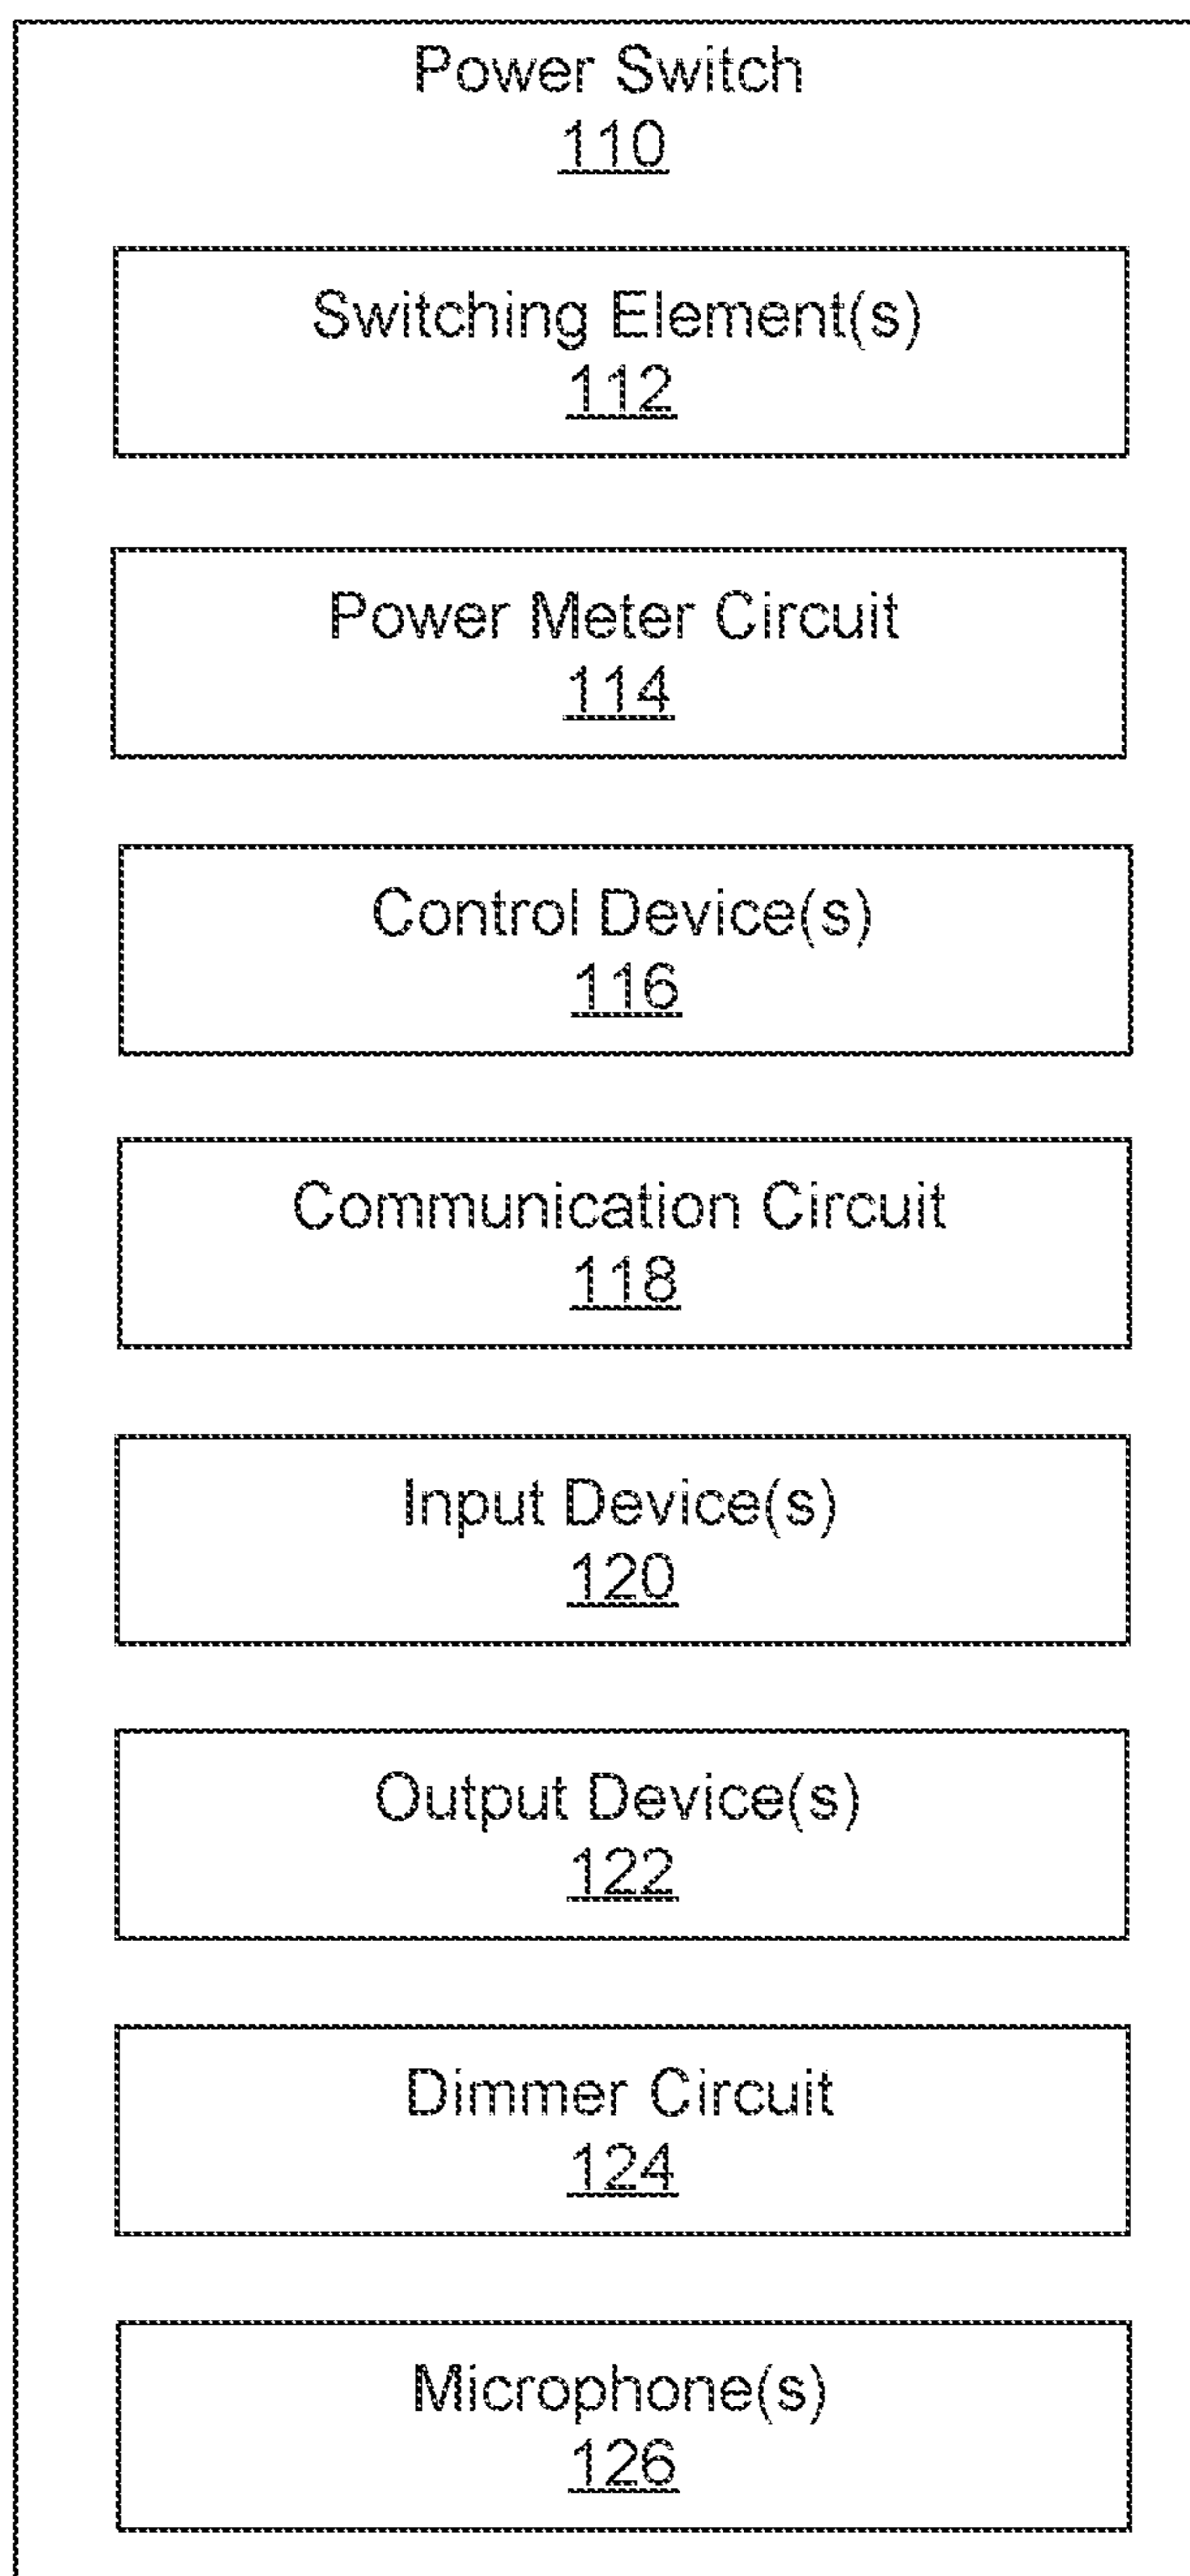 Power Switch
110
Switching Element(s)
112
Power Meter Circuit
114
Control Device(s)
116
Communication Circuit
118
Input Device(s)
120
Output Device(s)
122
Dimmer Circuit
124
Microphone(s)
126